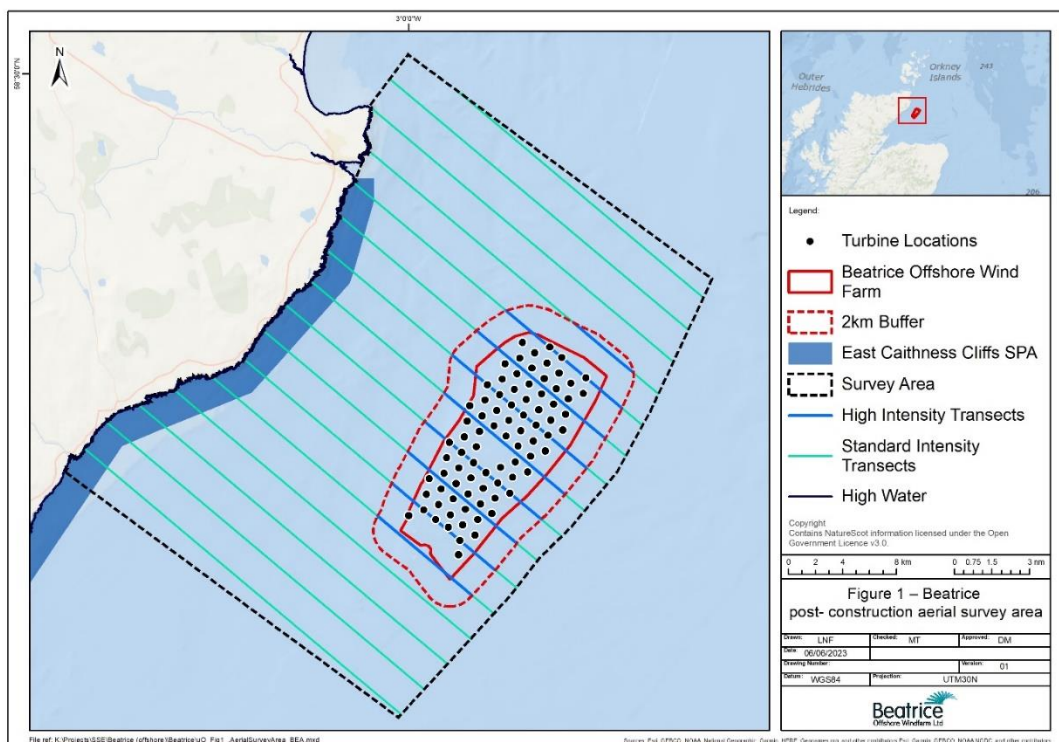 3°0'0"W
N
Outer
Hebrides
Orkney
Islands
243
206
Legend:
Turbine Locations
Beatrice Offshore Wind
Farm
2km Buffer
East Caithness Cliffs SPA
Survey Area
High Intensity Transects
Standard Intensity
Transects
High Water
Copyright
Contains NatureScot information licensed under the Open
Government Licence v3.0.
0 2 4 8 km 0 0.75 1.5 3 nm
Figure 1 – Beatrice
post- construction aerial survey area
Drawn: LNF Checked: MT Approved: DM
Date 06/06/2023
Drawing Number: Version: 01
Datum: WGS84 Projection: UTM30N
Beatrice
Offshore Windfarm Ltd